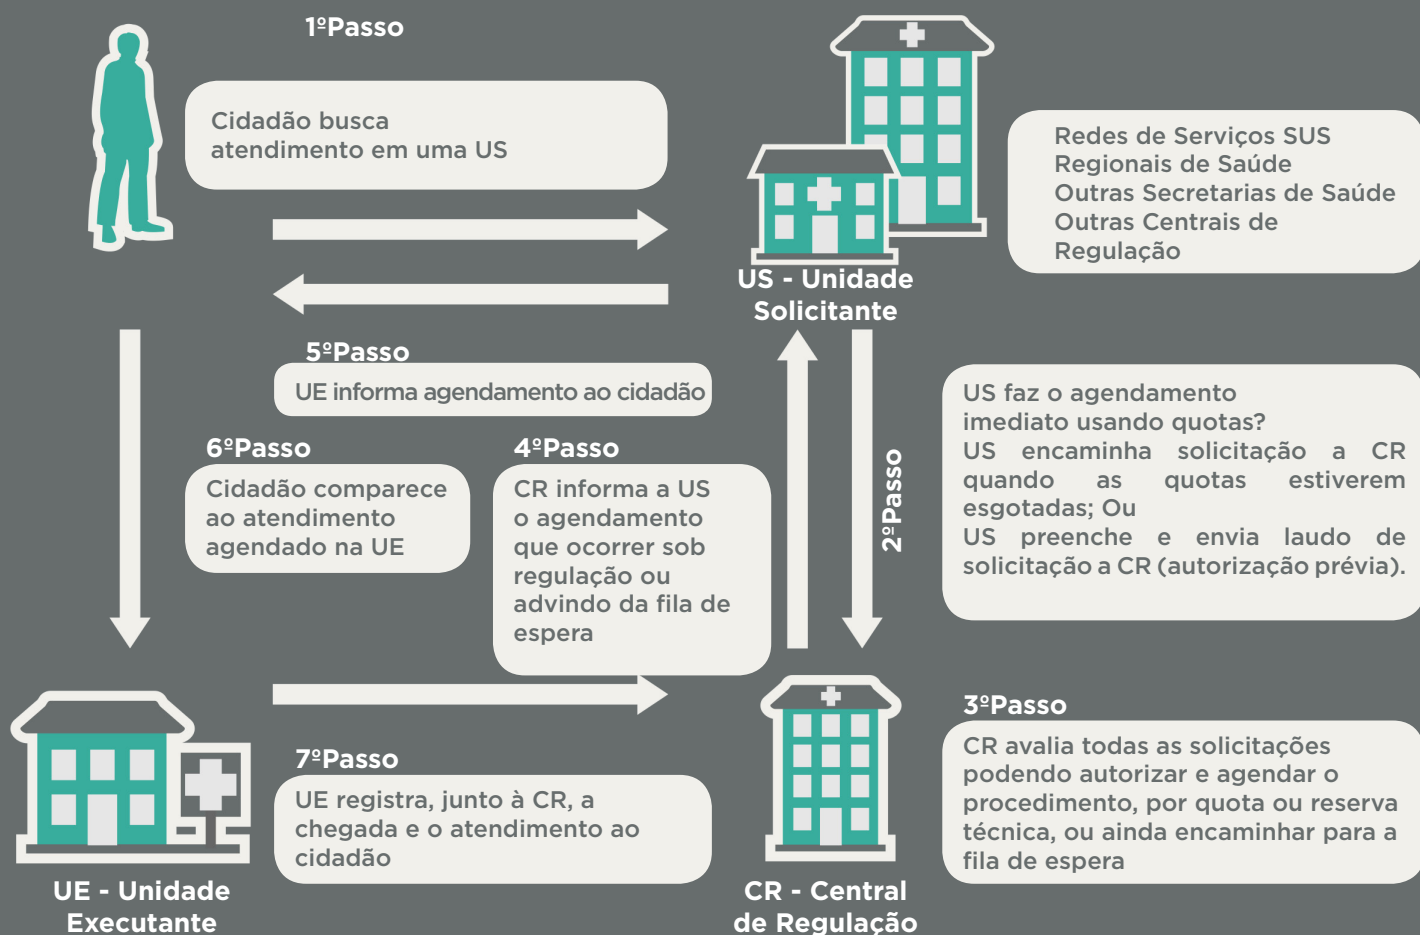 1ºPasso
Cidadão busca
atendimento em uma US
Redes de Serviços SUS
Regionais de Saúde
Outras Secretarias de Saúde
Outras Centrais de
Regulação
US - Unidade
Solicitante
5ºPasso
UE informa agendamento ao cidadão
6ºPasso
Cidadão comparece
ao atendimento
agendado na UE
4ºPasso
CR informa a US
o agendamento
que ocorrer sob
regulação ou
advindo da fila de
espera
2ºPasso
US faz o agendamento
imediato usando quotas?
US encaminha solicitação a CR
quando as quotas estiverem
esgotadas; Ou
US preenche e envia laudo de
solicitação a CR (autorização prévia).
3ºPasso
CR avalia todas as solicitações
podendo autorizar e agendar o
procedimento, por quota ou reserva
técnica, ou ainda encaminhar para a
fila de espera
7ºPasso
UE registra, junto à CR, a
chegada e o atendimento ao
cidadão
UE - Unidade
Executante
CR - Central
de Regulação